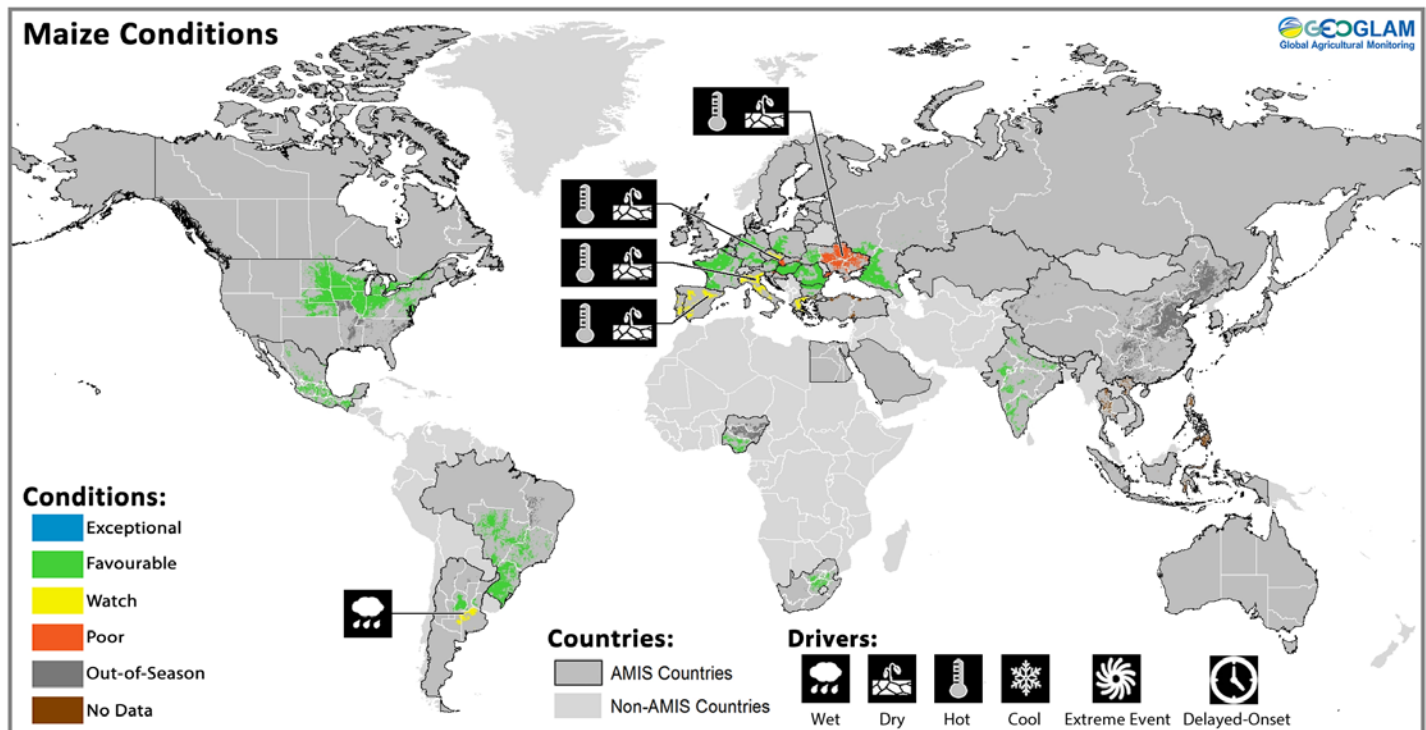 Maize Conditions
GEOGLAM
Global Agricultural Monitoring
Conditions:
Exceptional
Favourable
Watch
Poor
Out-of-Season
No Data
Countries:
AMIS Countries
Non-AMIS Countries
Drivers:
Wet
Dry
Hot
Cool
Extreme Event
Delayed-Onset